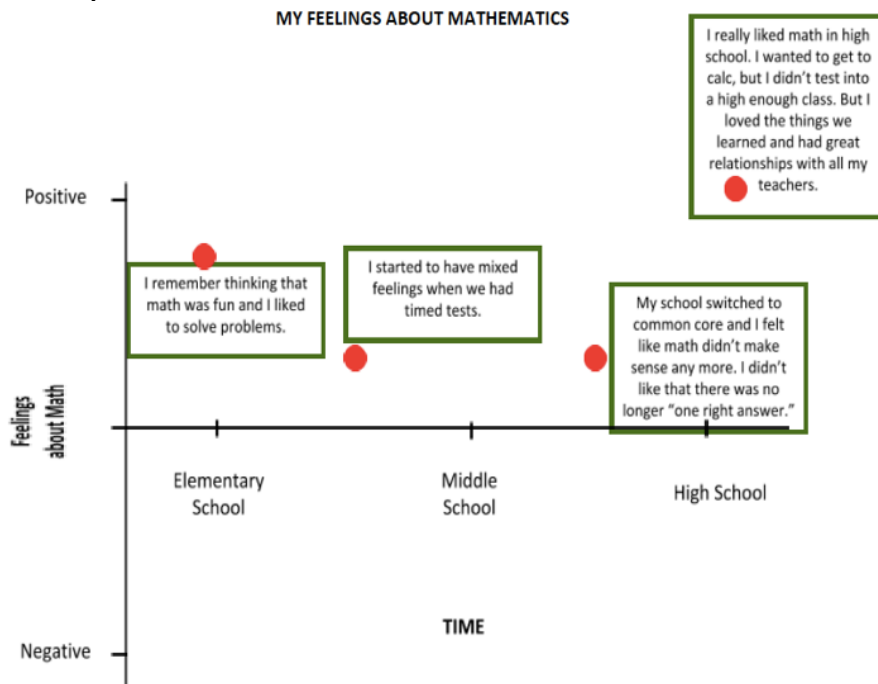 MY FEELINGS ABOUT MATHEMATICS
I really liked math in high
school. I wanted to get to
calc, but I didn't test into
a high enough class. But I
loved the things we
learned and had great
relationships with all my
teachers.
Positive
I remember thinking that
math was fun and I liked
to solve problems.
I started to have mixed
feelings when we had
timed tests.
My school switched to
common core and I felt
like math didn't make
sense any more. I didn't
like that there was no
longer "one right answer."
Feelings
about Math
Elementary
School
Middle
School
High School
TIME
Negative